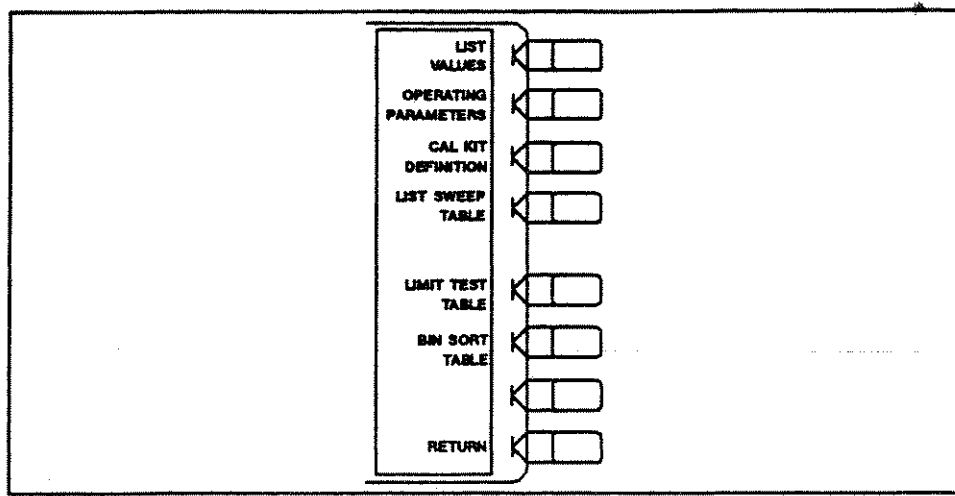 LIST
VALUES
OPERATING
PARAMETERS
CAL KIT
DEFINITION
LIST SWEEP
TABLE
LIMIT TEST
TABLE
BIN SORT
TABLE
RETURN